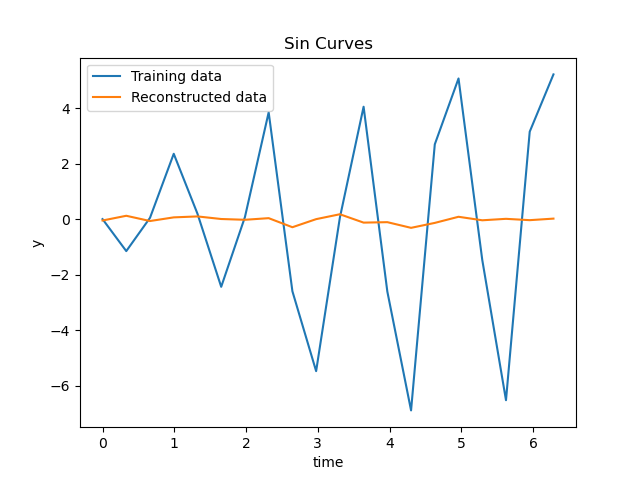 Sin Curves
Training data
Reconstructed data
4
2
0
−2
−4
−6
y
0 1 2 3 4 5 6
time